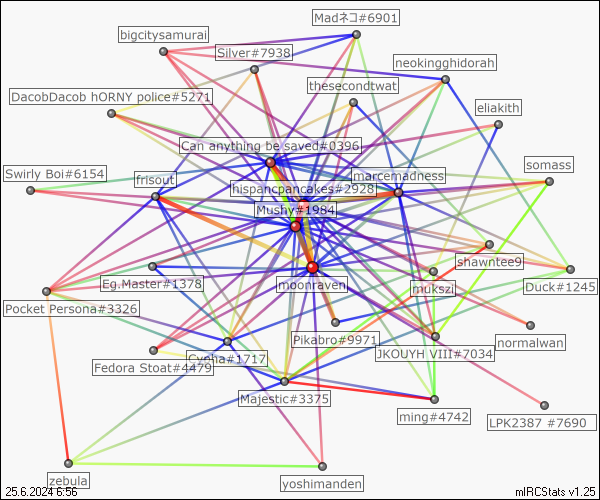 Madネコ#6901
bigcitysamurai
Silver#7938
neokingghidorah
thesecondtwat
DacobDacob hORNY police#5271
eliakith
Can anything be saved#0396
somass
Swirly Boi#6154
frisout
marcemadness
hispanicpancakes#2928
Mushy#1984
shawntee9
Eg.Master#1378
moonraven
mukszi
Duck#1245
Pocket Persona#3326
Pikabro#9971
normalwan
Cynha#1717
JKOUYH VIII#7034
Fedora Stoat#4479
Majestic#3375
ming#4742
LPK2387 #7690
zebula
yoshimanden
25.6.2024 6:56
mIRCStats v1.25